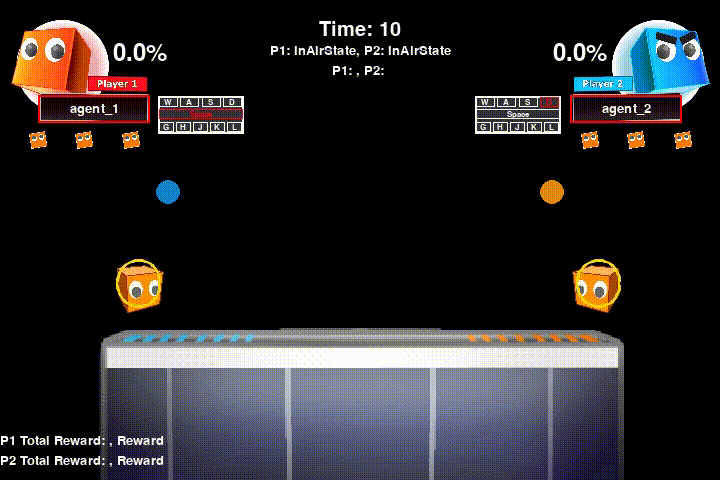 Time: 10
P1: InAirState, P2: InAirState
P1: , P2:
0.0%
0.0%
Player 1
Player 2
agent_1
agent_2
W A S D
G H J K L
W A S
Space
G H J K L
P1 Total Reward: , Reward
P2 Total Reward: , Reward